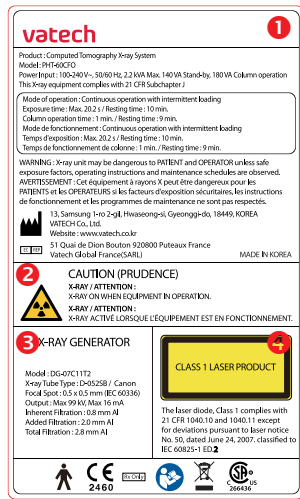 1
vatech
Product : Computed Tomography X-ray System
Model : PHT-60CFO
Power Input : 100-240 V~, 50/60 Hz, 2.2 kVA Max. 140 VA Stand-by, 180 VA Column operation
This X-ray equipment complies with 21 CFR Subchapter J
Mode of operation : Continuous operation with intermittent loading
Exposure time : Max. 20.2 s / Resting time : 10 min.
Column operation time : 1 min. / Resting time : 9 min.
Mode de fonctionnement : Continuous operation with intermittent loading
Temps d'exposition : Max. 20.2 s / Resting time : 10 min.
Temps de fonctionnement de colonne : 1 min. / Resting time : 9 min.
WARNING : X-ray unit may be dangerous to PATIENT and OPERATOR unless safe
exposure factors, operating instructions and maintenance schedules are observed.
AVERTISSEMENT : Cet équipement à rayons X peut être dangereux pour les
PATIENTS et les OPERATEURS si les facteurs d'exposition sécuritaires, les instructions
de fonctionnement et les programmes de maintenance ne sont pas respectés.
13, Samsung 1-ro 2-gil, Hwaseong-si, Gyeonggi-do, 18449, KOREA
VATECH Co., Ltd.
Website : www.vatech.co.kr
EC REP
51 Quai de Dion Bouton 920800 Puteaux France
Vatech Global France(SARL)
MADE IN KOREA
2
CAUTION (PRUDENCE)
X-RAY / ATTENTION :
X-RAY ON WHEN EQUIPMENT IN OPERATION.
X-RAY / ATTENTION :
X-RAY ACTIVÉ LORSQUE L'ÉQUIPEMENT EST EN FONCTIONNEMENT.
3
X-RAY GENERATOR
Model : DG-07C11T2
X-ray Tube Type : D-052SB / Canon
Focal Spot : 0.5 x 0.5 mm (IEC 60336)
Output : Max 99 kV, Max 16 mA
Inherent Filtration : 0.8 mm Al
Added Filtration : 2.0 mm Al
Total Filtration : 2.8 mm Al
4
CLASS 1 LASER PRODUCT
The laser diode, Class 1 complies with
21 CFR 1040.10 and 1040.11 except
for deviations pursuant to laser notice
No. 50, dated June 24, 2007. classified to
IEC 60825-1 ED.2
CE
2460
Rx Only
CSA
C US
266436